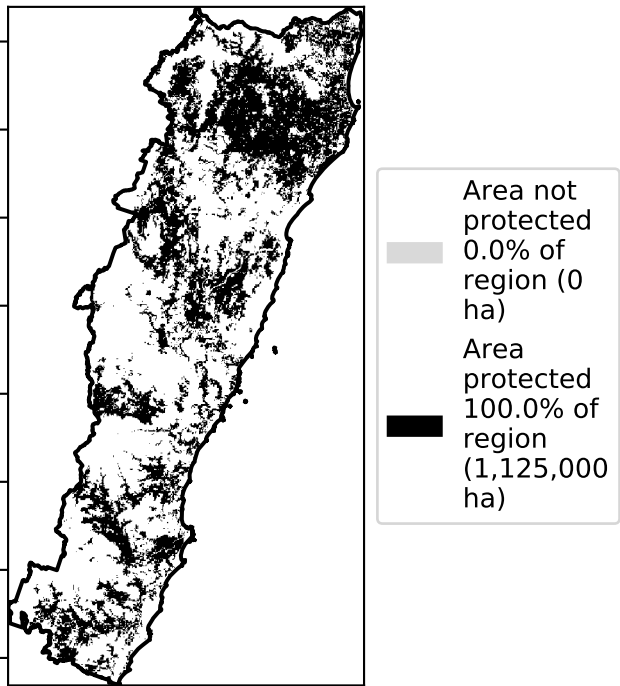 Area not
protected
0.0% of
region (0
ha)
Area
protected
100.0% of
region
(1,125,000
ha)